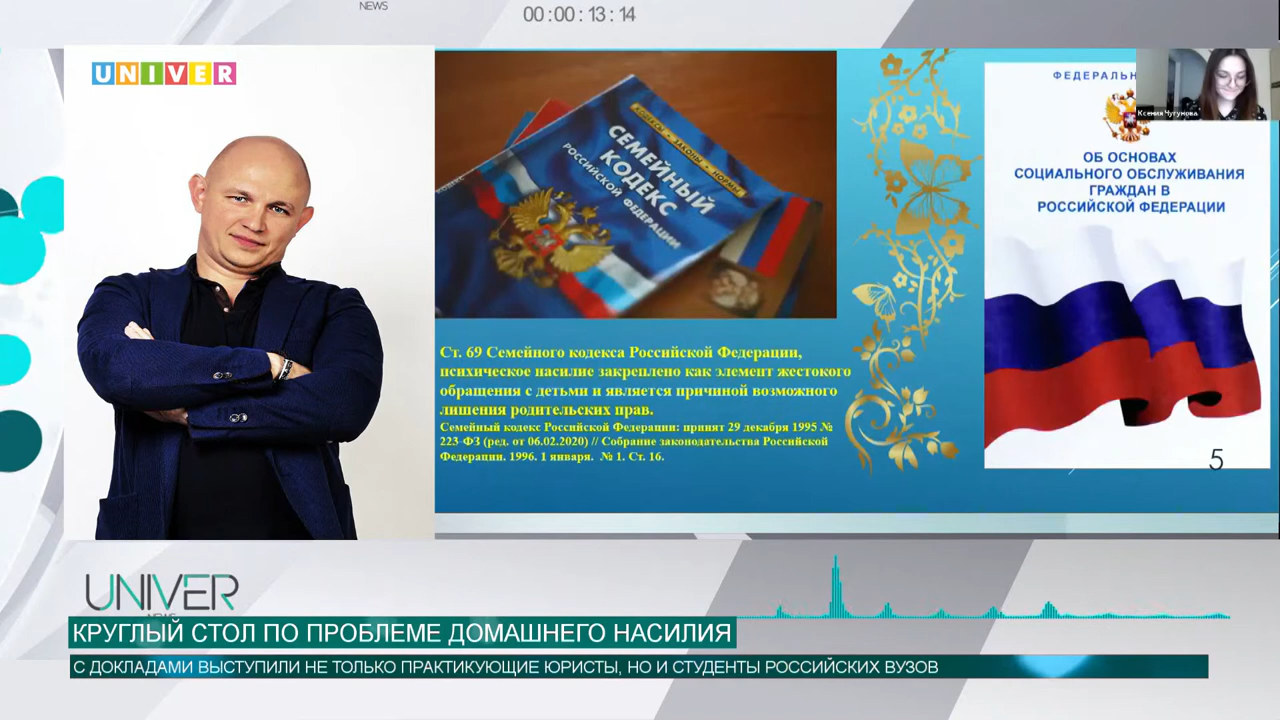 NEWS
00:00:13:14
UNIVER
КОДЕКСЫ • ЗАКОНЫ • НОРМЫ
СЕМЕЙНЫЙ
КОДЕКС
РОССИЙСКОЙ ФЕДЕРАЦИИ
Ст. 69 Семейного кодекса Российской Федерации,
психическое насилие закреплено как элемент жестокого
обращения с детьми и является причиной возможного
лишения родительских прав.
Семейный кодекс Российской Федерации: принят 29 декабря 1995 №
223-ФЗ (ред. от 06.02.2020) // Собрание законодательства Российской
Федерации. 1996. 1 января. № 1. Ст. 16.
Ксения Чугунова
ОБ ОСНОВАХ
СОЦИАЛЬНОГО ОБСЛУЖИВАНИЯ
ГРАЖДАН В
РОССИЙСКОЙ ФЕДЕРАЦИИ
5
UNIVER
КРУГЛЫЙ СТОЛ ПО ПРОБЛЕМЕ ДОМАШНЕГО НАСИЛИЯ
С ДОКЛАДАМИ ВЫСТУПИЛИ НЕ ТОЛЬКО ПРАКТИКУЮЩИЕ ЮРИСТЫ, НО И СТУДЕНТЫ РОССИЙСКИХ ВУЗОВ